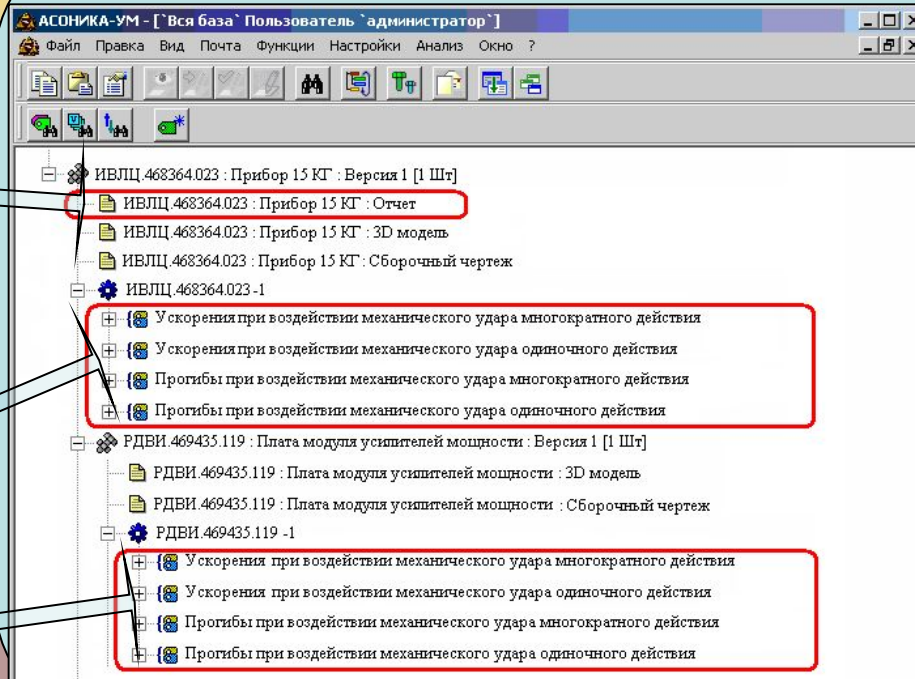 АСОНИКА-УМ - [`Вся база` Пользователь `администратор`]
Файл Правка Вид Почта Функции Настройки Анализ Окно ?
ИВЛЦ.468364.023 : Прибор 15 КГ : Версия 1 [1 Шт]
ИВЛЦ.468364.023 : Прибор 15 КГ : Отчет
ИВЛЦ.468364.023 : Прибор 15 КГ : 3D модель
ИВЛЦ.468364.023 : Прибор 15 КГ : Сборочный чертеж
ИВЛЦ.468364.023-1
Ускорения при воздействии механического удара многократного действия
Ускорения при воздействии механического удара одиночного действия
Прогибы при воздействии механического удара многократного действия
Прогибы при воздействии механического удара одиночного действия
РДВИ.469435.119 : Плата модуля усилителей мощности : Версия 1 [1 Шт]
РДВИ.469435.119 : Плата модуля усилителей мощности : 3D модель
РДВИ.469435.119 : Плата модуля усилителей мощности : Сборочный чертеж
РДВИ.469435.119 -1
Ускорения при воздействии механического удара многократного действия
Ускорения при воздействии механического удара одиночного действия
Прогибы при воздействии механического удара многократного действия
Прогибы при воздействии механического удара одиночного действия